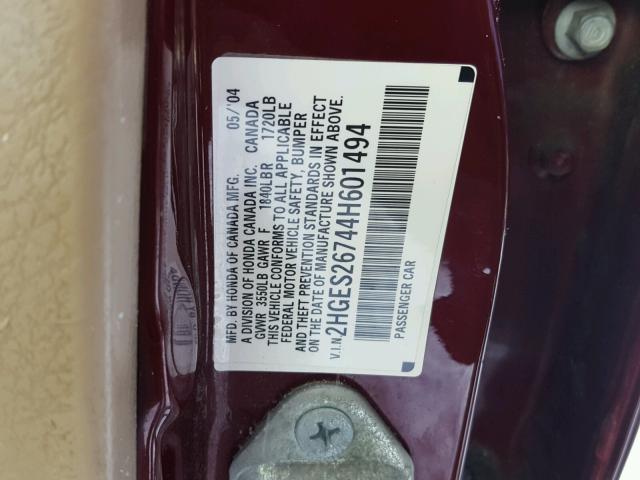 MFD. BY HONDA OF CANADA MFG. 05/'04
A DIVISION OF HONDA CANADA INC. CANADA
GVWR 3550LB GAWR F 1840LBR 1720LB
THIS VEHICLE CONFORMS TO ALL APPLICABLE
FEDERAL MOTOR VEHICLE SAFETY, BUMPER
AND THEFT PREVENTION STANDARDS IN EFFECT
ON THE DATE OF MANUFACTURE SHOWN ABOVE.
V.I.N. 2HGES26744H601494
PASSENGER CAR